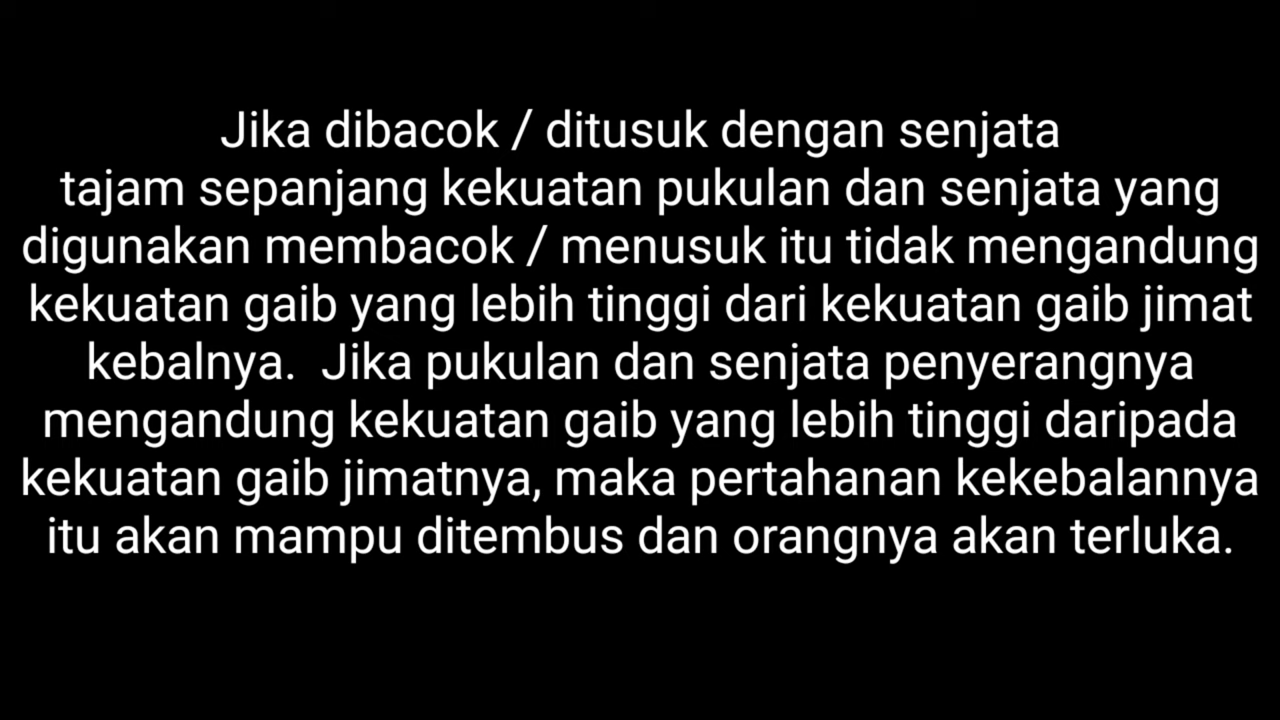 Jika dibacok / ditusuk dengan senjata
tajam sepanjang kekuatan pukulan dan senjata yang
digunakan membacok / menusuk itu tidak mengandung
kekuatan gaib yang lebih tinggi dari kekuatan gaib jimat
kebalnya.  Jika pukulan dan senjata penyerangnya
mengandung kekuatan gaib yang lebih tinggi daripada
kekuatan gaib jimatnya, maka pertahanan kekebalannya
itu akan mampu ditembus dan orangnya akan terluka.